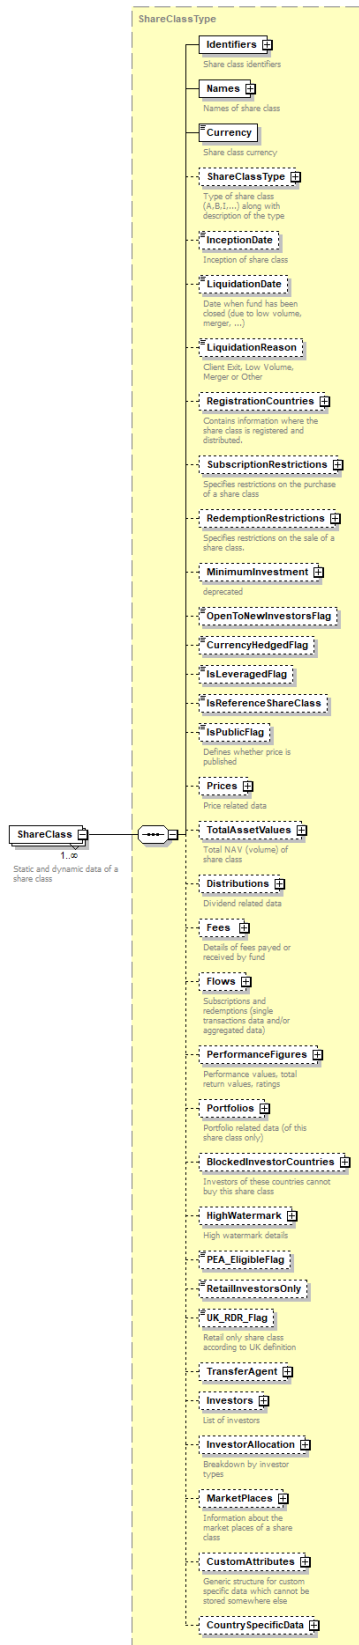 ShareClassType
Identifiers
Share class identifiers
Names
Names of share class
Currency
Share class currency
ShareClassType
Type of share class
(A,B,I,...) along with
description of the type
InceptionDate
Inception of share class
LiquidationDate
Date when fund has been
closed (due to low volume,
merger, ...)
LiquidationReason
Client Exit, Low Volume,
Merger or Other
RegistrationCountries
Contains information where the
share class is registered and
distributed.
SubscriptionRestrictions
Specifies restrictions on the purchase
of a share class
RedemptionRestrictions
Specifies restrictions on the sale of a
share class.
MinimumInvestment
deprecated
OpenToNewInvestorsFlag
CurrencyHedgedFlag
IsLeveragedFlag
IsReferenceShareClass
IsPublicFlag
Defines whether price is
published
Prices
Price related data
ShareClass
1..∞
Static and dynamic data of a
share class
TotalAssetValues
Total NAV (volume) of
share class
Distributions
Dividend related data
Fees
Details of fees payed or
received by fund
Flows
Subscriptions and
redemptions (single
transactions data and/or
aggregated data)
PerformanceFigures
Performance values, total
return values, ratings
Portfolios
Portfolio related data (of this
share class only)
BlockedInvestorCountries
Investors of these countries cannot
buy this share class
HighWatermark
High watermark details
PEA_EligibleFlag
RetailInvestorsOnly
UK_RDR_Flag
Retail only share class
according to UK definition
TransferAgent
Investors
List of investors
InvestorAllocation
Breakdown by investor
types
MarketPlaces
Information about the
market places of a share
class
CustomAttributes
Generic structure for custom
specific data which cannot be
stored somewhere else
CountrySpecificData